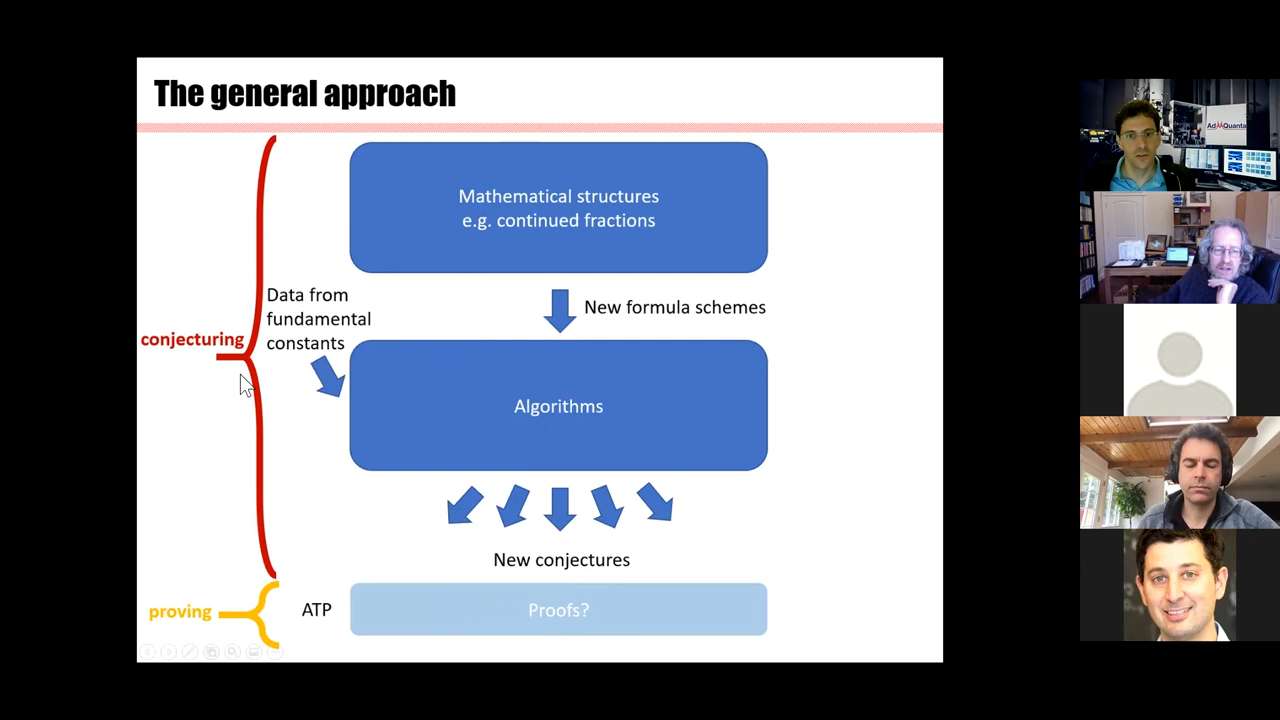 The general approach
Mathematical structures
e.g. continued fractions
Data from
fundamental
constants
New formula schemes
conjecturing
Algorithms
New conjectures
proving
ATP
Proofs?
AdMQuanta